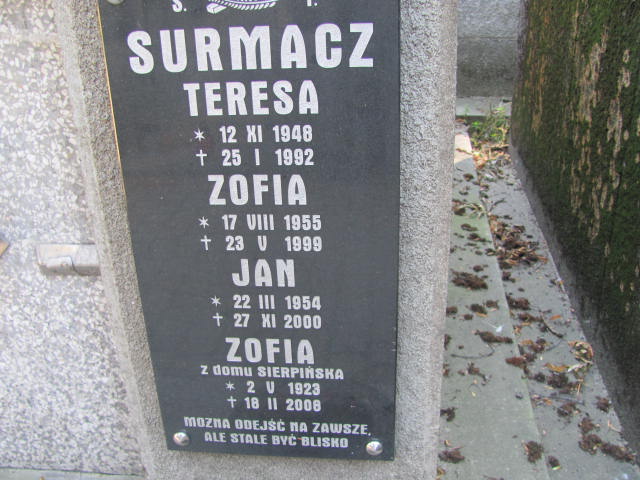 S. T.
SURMACZ
TERESA
* 12 XI 1948
† 25 I 1992
ZOFIA
* 17 VIII 1955
† 23 V 1999
JAN
* 22 III 1954
† 27 XI 2000
ZOFIA
z domu SIERPIŃSKA
* 2 V 1923
† 18 II 2008
MOZNA ODEJŚĆ NA ZAWSZE,
ALE STALE BYĆ BLISKO